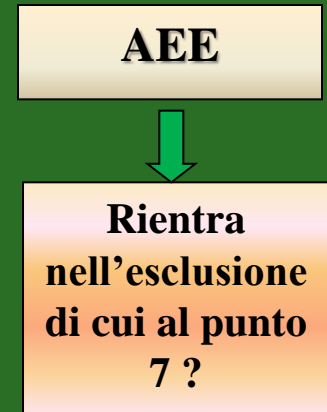 AEE
Rientra
nell’esclusione
di cui al punto
7 ?